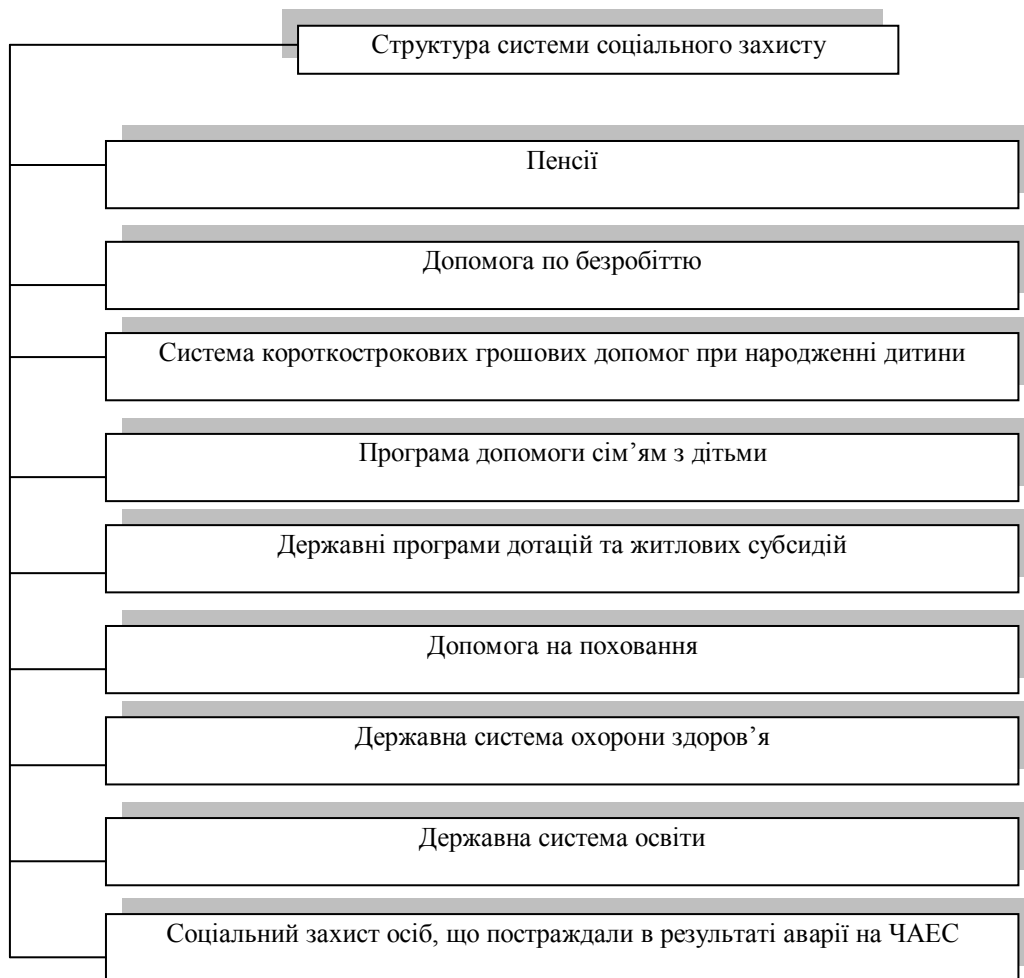 Структура системи соціального захисту
Пенсії
Допомога по безробіттю
Система короткострокових грошових допомог при народженні дитини
Програма допомоги сім’ям з дітьми
Державні програми дотацій та житлових субсидій
Допомога на поховання
Державна система охорони здоров’я
Державна система освіти
Соціальний захист осіб, що постраждали в результаті аварії на ЧАЕС